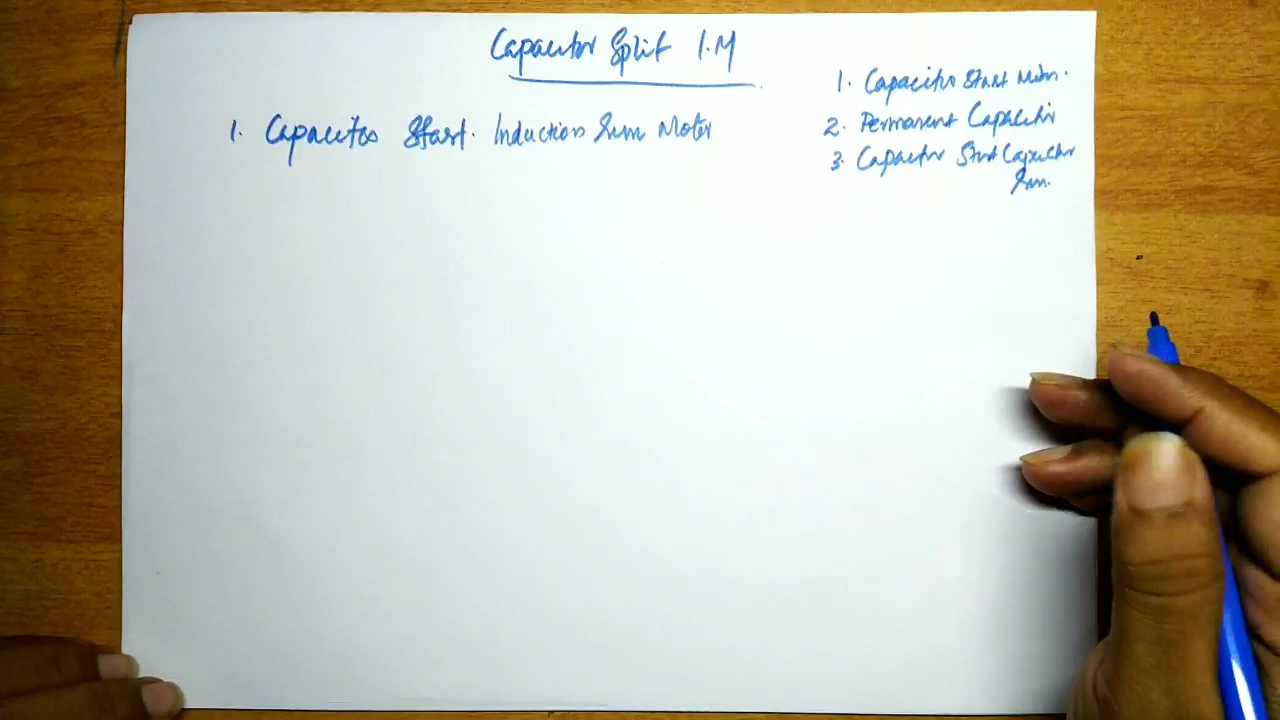 Capacitor Split I.M
1. Capacitor Start Motor.
2. Permanent Capacitor
3. Capacitor Start Capacitor
Run.
1. Capacitor Start. Induction Run Motor